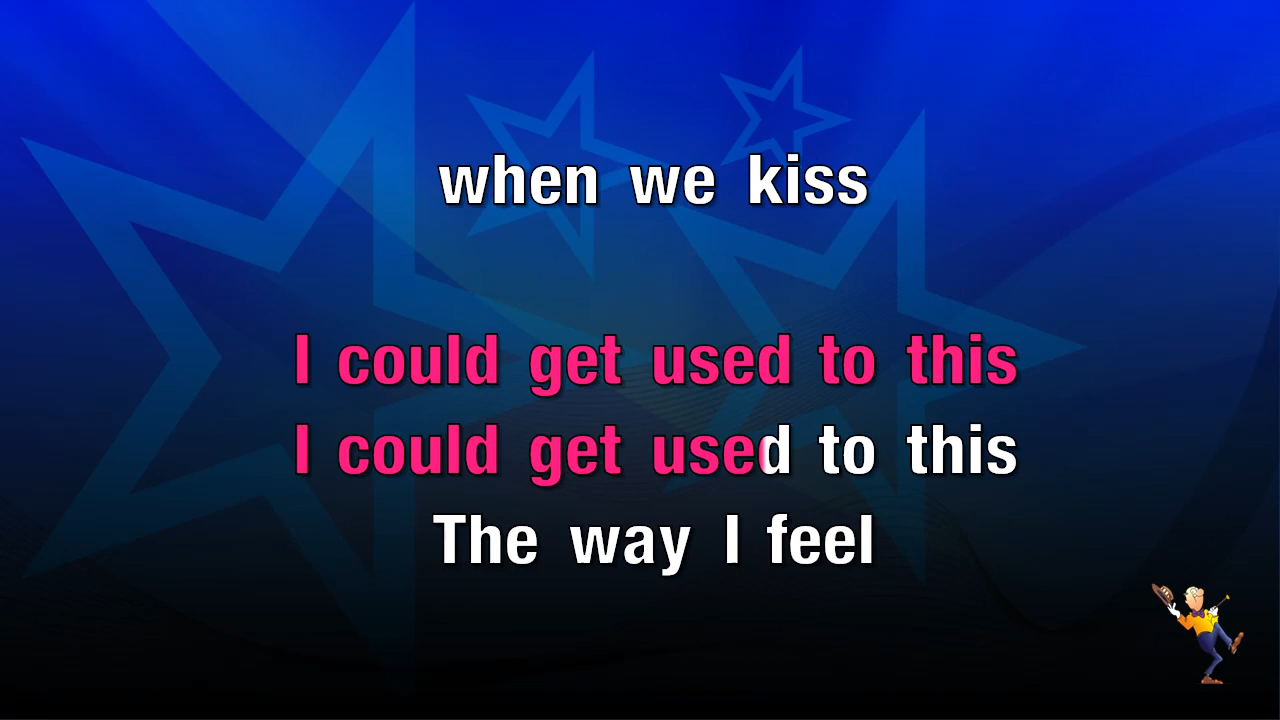 when we kiss
I could get used to this
I could get used to this
The way I feel